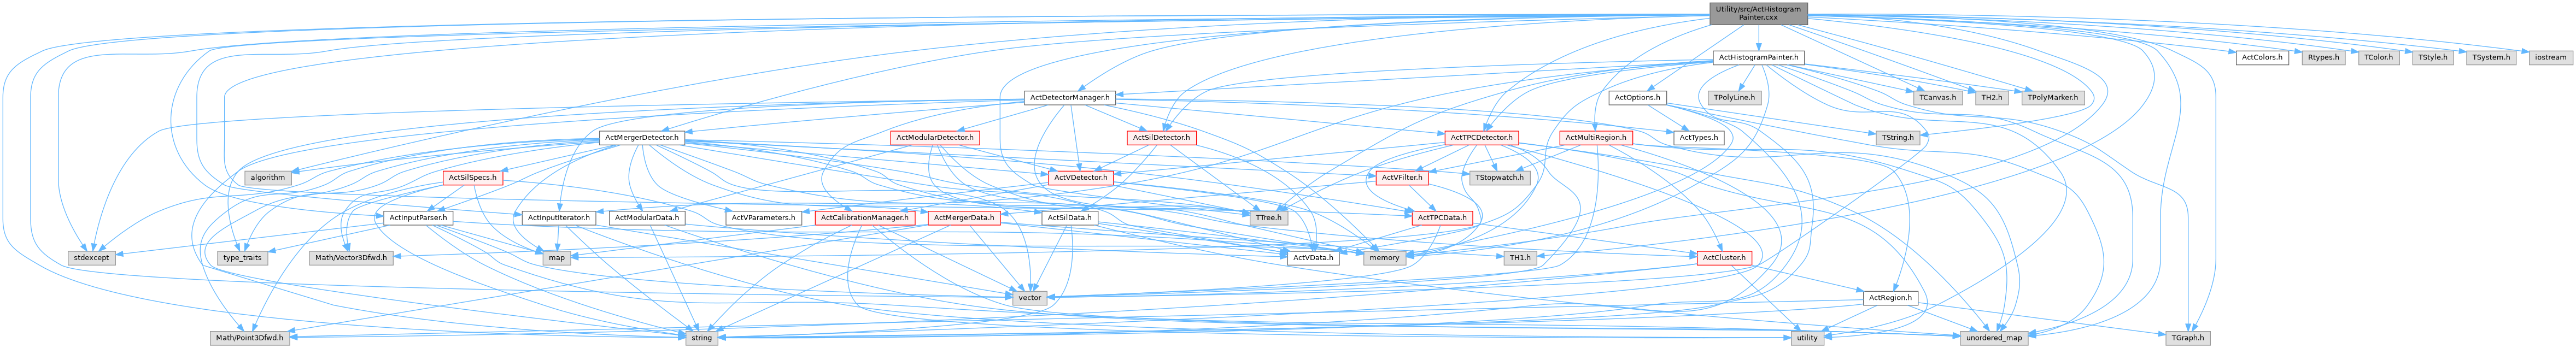 Utility/src/ActHistogram
Painter.cxx
ActHistogramPainter.h
ActColors.h
Rtypes.h
TColor.h
TStyle.h
TSystem.h
iostream
ActDetectorManager.h
ActOptions.h
TPolyLine.h
TCanvas.h
TH2.h
TPolyMarker.h
ActMergerDetector.h
ActModularDetector.h
ActSilDetector.h
ActTPCDetector.h
ActTypes.h
ActMultiRegion.h
TString.h
algorithm
ActSilSpecs.h
ActVDetector.h
ActVFilter.h
TStopwatch.h
ActInputParser.h
ActInputIterator.h
ActModularData.h
ActVParameters.h
ActCalibrationManager.h
ActMergerData.h
ActSilData.h
TTree.h
ActTPCData.h
stdexcept
type_traits
Math/Vector3Dfwd.h
map
ActVData.h
memory
TH1.h
ActCluster.h
vector
ActRegion.h
Math/Point3Dfwd.h
string
utility
unordered_map
TGraph.h